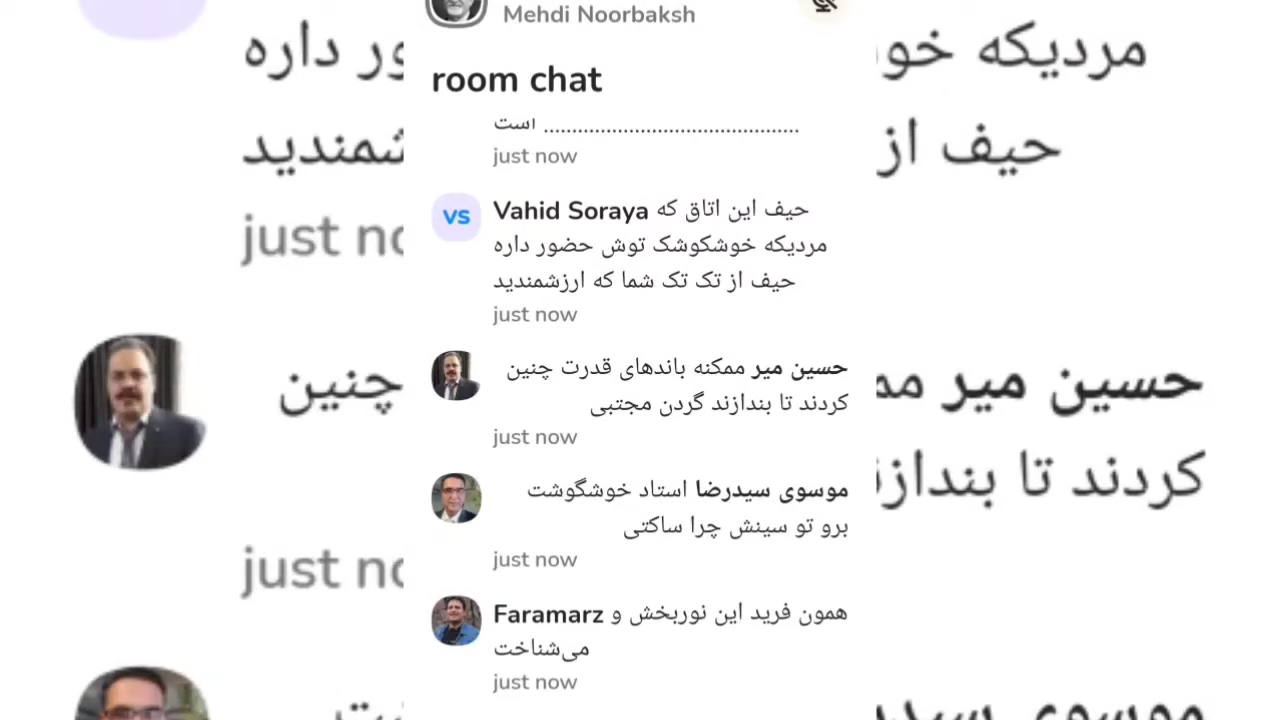 Mehdi Noorbaksh
room chat
است .............................................
just now
VS
Vahid Soraya حیف این اتاق که
مردیکه خوشکوشک توش حضور داره
حیف از تک تک شما که ارزشمندید
just now
حسین میر ممکنه باندهای قدرت چنین
کردند تا بندازند گردن مجتبی
just now
موسوی سیدرضا استاد خوشگوشت
برو تو سینش چرا ساکتی
just now
Faramarz همون فرید این نوربخش و
می‌شناخت
just now